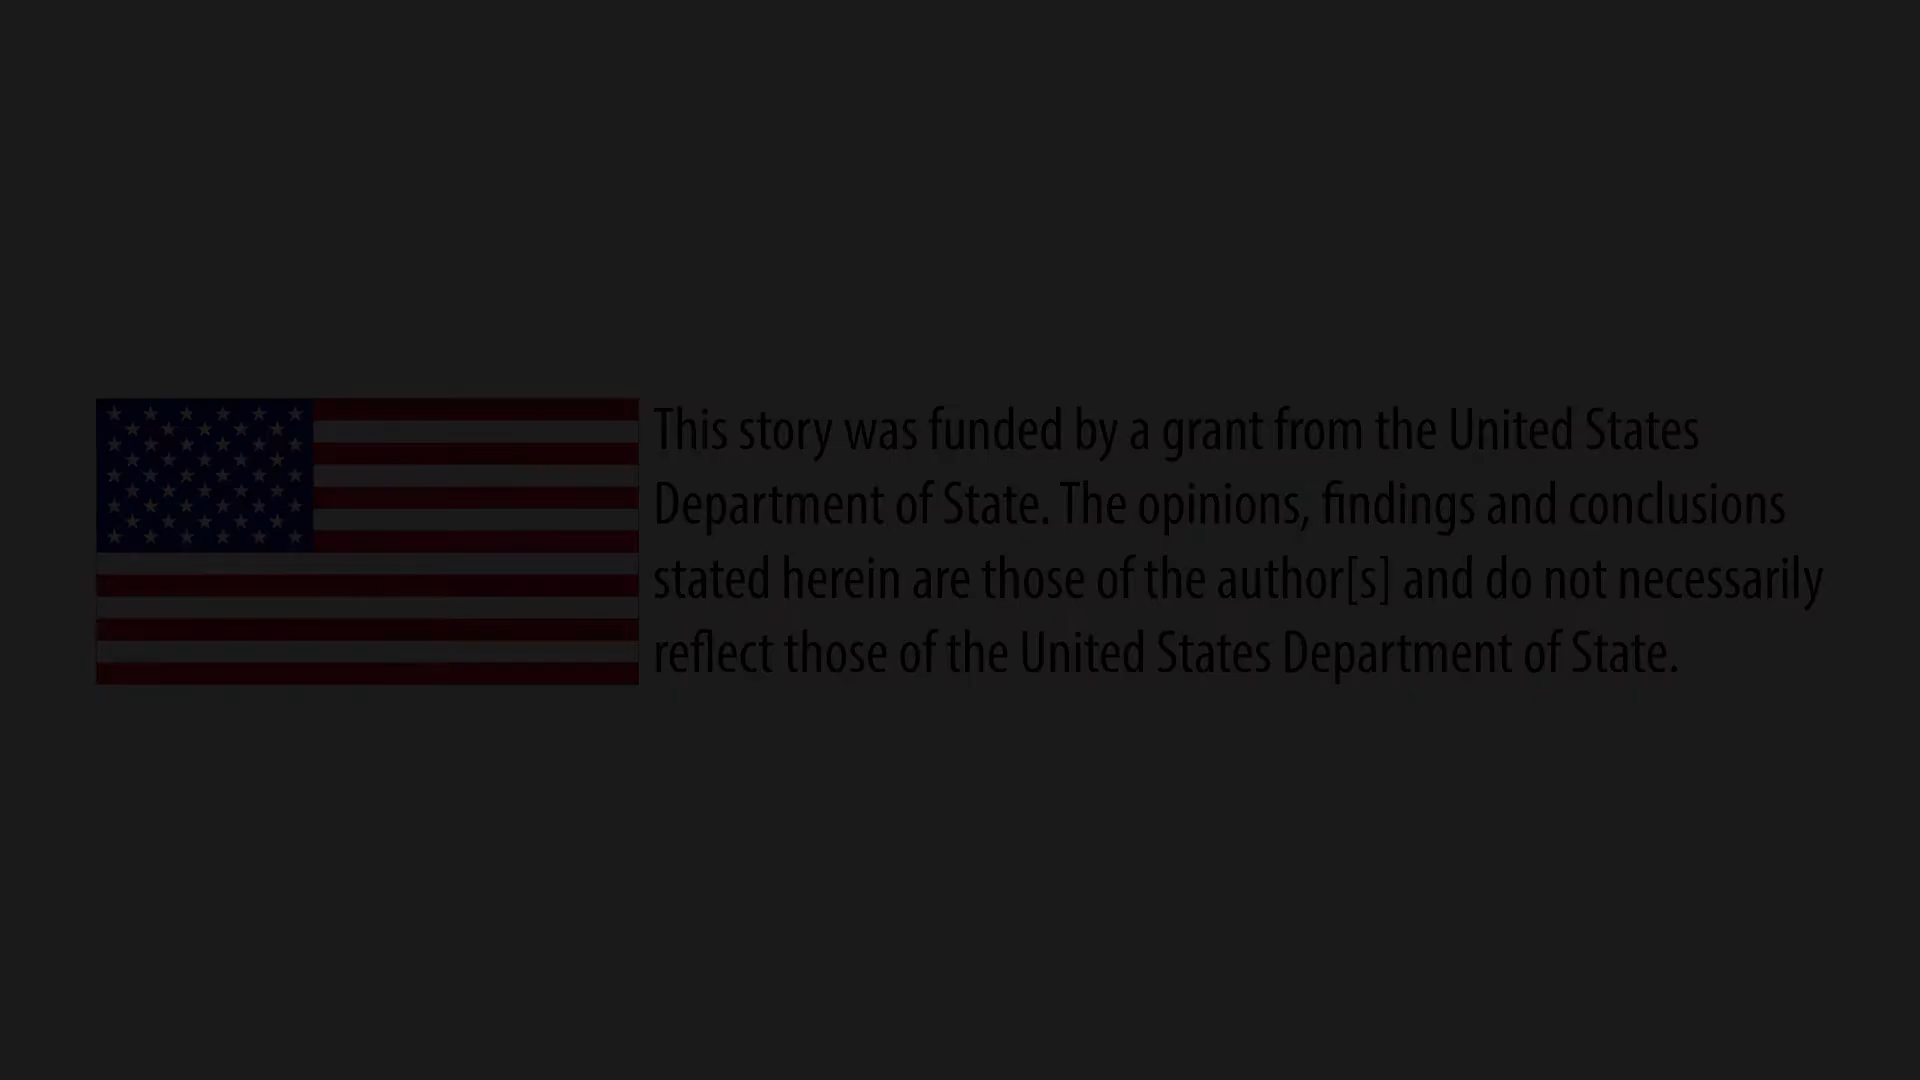 This story was funded by a grant from the United States
Department of State. The opinions, findings and conclusions
stated herein are those of the author[s] and do not necessarily
reflect those of the United States Department of State.